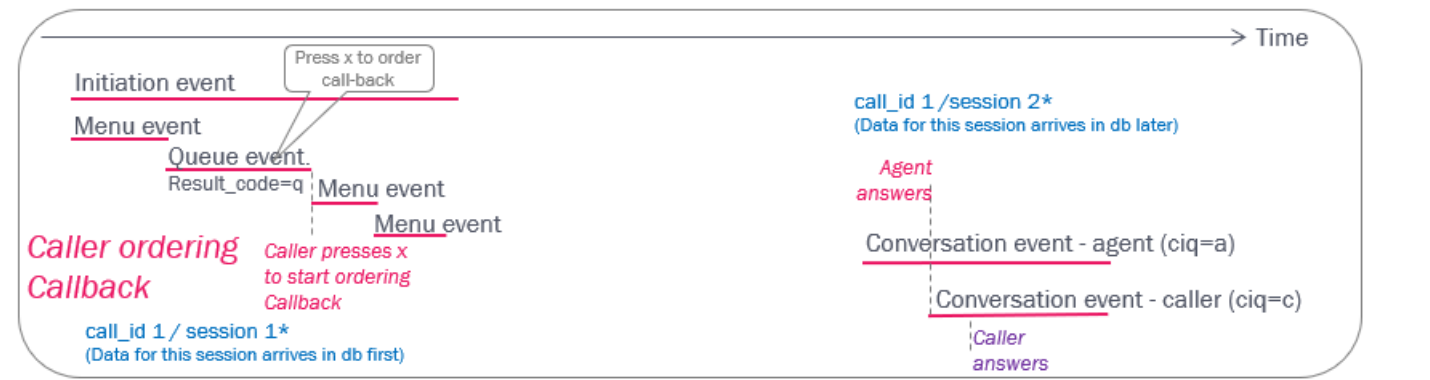 Time
Press x to order
call-back
Initiation event
Menu event
Queue event.
Result_code=q
Menu event
Menu event
Caller ordering
Callback
Caller presses x
to start ordering
Callback
call_id 1 / session 1*
(Data for this session arrives in db first)
call_id 1 /session 2*
(Data for this session arrives in db later)
Agent
answers
Conversation event - agent (ciq=a)
Conversation event - caller (ciq=c)
Caller
answers